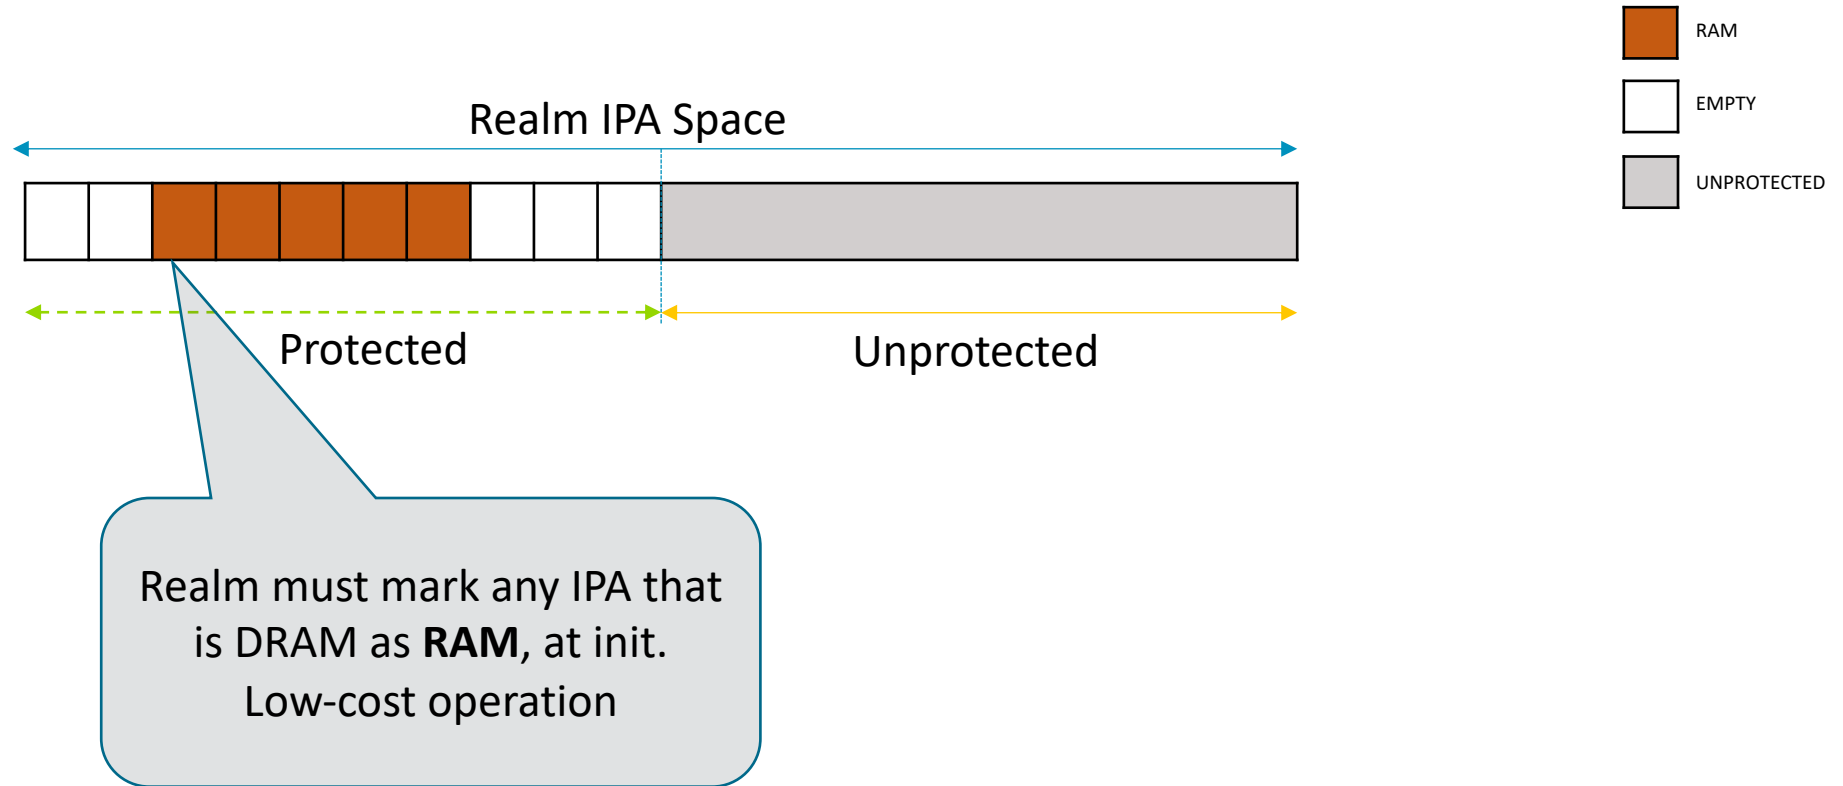 RAM
EMPTY
UNPROTECTED
Realm IPA Space
Protected
Unprotected
Realm must mark any IPA that
is DRAM as RAM, at init.
Low-cost operation